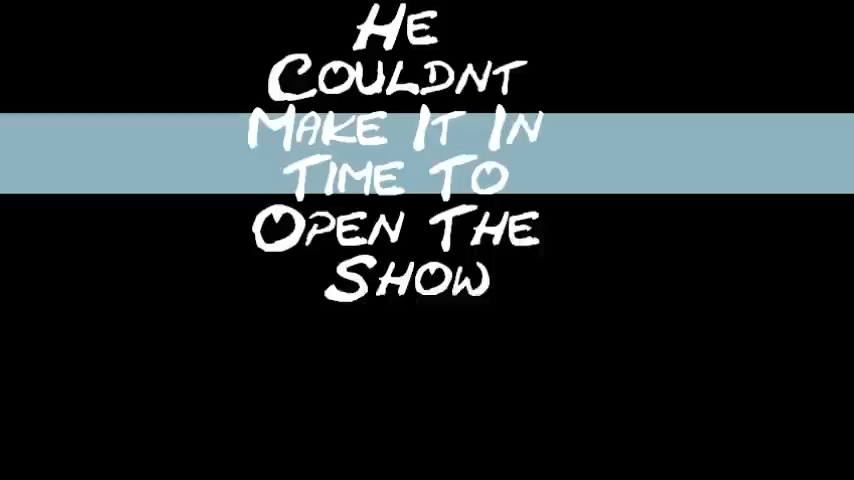 He
Couldnt
Make It In
Time To
Open The
Show